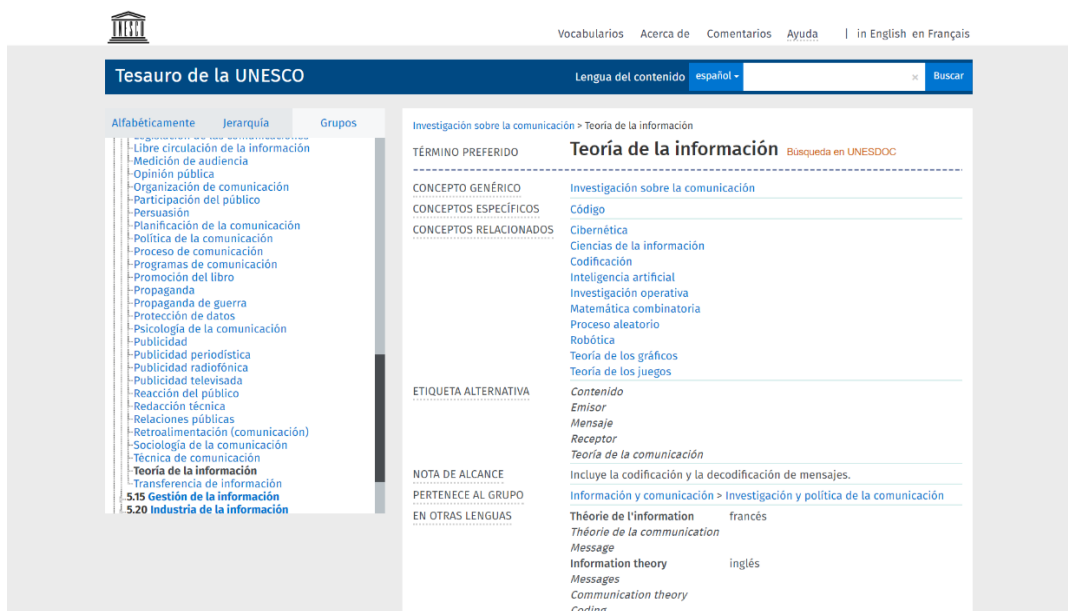 UNESCO
Vocabularios Acerca de Comentarios Ayuda | in English en Français
Tesauro de la UNESCO
Lengua del contenido español Buscar
Alfabéticamente Jerarquía Grupos
Libre circulación de la información
Medición de audiencia
Opinión pública
Organización de comunicación
Participación del público
Persuasión
Planificación de la comunicación
Política de la comunicación
Proceso de comunicación
Programas de comunicación
Promoción del libro
Propaganda
Propaganda de guerra
Protección de datos
Psicología de la comunicación
Publicidad
Publicidad periodística
Publicidad radiofónica
Publicidad televisada
Reacción del público
Redacción técnica
Relaciones públicas
Retroalimentación (comunicación)
Sociología de la comunicación
Técnica de comunicación
Teoría de la información
Transferencia de información
5.15 Gestión de la información
5.20 Industria de la información
Investigación sobre la comunicación > Teoría de la información
TÉRMINO PREFERIDO Teoría de la información Búsqueda en UNESDOC
CONCEPTO GENÉRICO Investigación sobre la comunicación
CONCEPTOS ESPECÍFICOS Código
CONCEPTOS RELACIONADOS Cibernética
Ciencias de la información
Codificación
Inteligencia artificial
Investigación operativa
Matemática combinatoria
Proceso aleatorio
Robótica
Teoría de los gráficos
Teoría de los juegos
ETIQUETA ALTERNATIVA Contenido
Emisor
Mensaje
Receptor
Teoría de la comunicación
NOTA DE ALCANCE Incluye la codificación y la decodificación de mensajes.
PERTENECE AL GRUPO Información y comunicación > Investigación y política de la comunicación
EN OTRAS LENGUAS Théorie de l'information francés
Théorie de la communication
Message
Information theory inglés
Messages
Communication theory
Coding